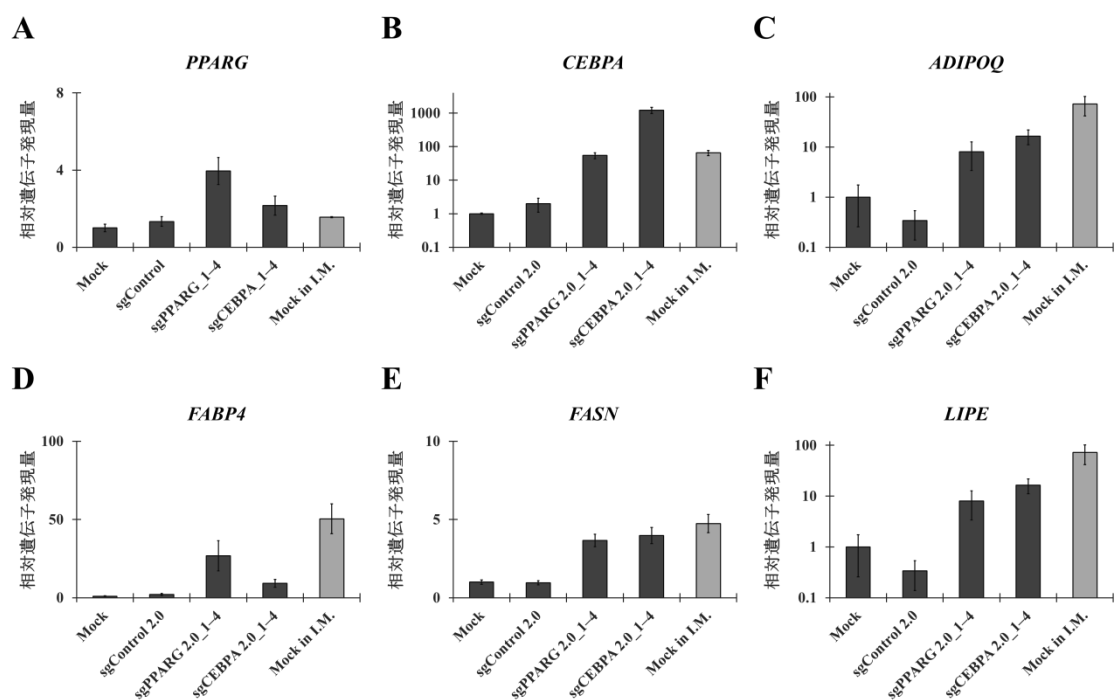 A
PPARG
相対遺伝子発現量
8
4
0
Mock
sgControl
sgPPARG_1–4
sgCEBPA_1–4
Mock in I.M.
B
CEBPA
相対遺伝子発現量
1000
100
10
1
0.1
Mock
sgControl 2.0
sgPPARG 2.0_1–4
sgCEBPA 2.0_1–4
Mock in I.M.
C
ADIPOQ
相対遺伝子発現量
100
10
1
0.1
Mock
sgControl 2.0
sgPPARG 2.0_1–4
sgCEBPA 2.0_1–4
Mock in I.M.
D
FABP4
相対遺伝子発現量
100
50
0
Mock
sgControl 2.0
sgPPARG 2.0_1–4
sgCEBPA 2.0_1–4
Mock in I.M.
E
FASN
相対遺伝子発現量
10
5
0
Mock
sgControl 2.0
sgPPARG 2.0_1–4
sgCEBPA 2.0_1–4
Mock in I.M.
F
LIPE
相対遺伝子発現量
100
10
1
0.1
Mock
sgControl 2.0
sgPPARG 2.0_1–4
sgCEBPA 2.0_1–4
Mock in I.M.